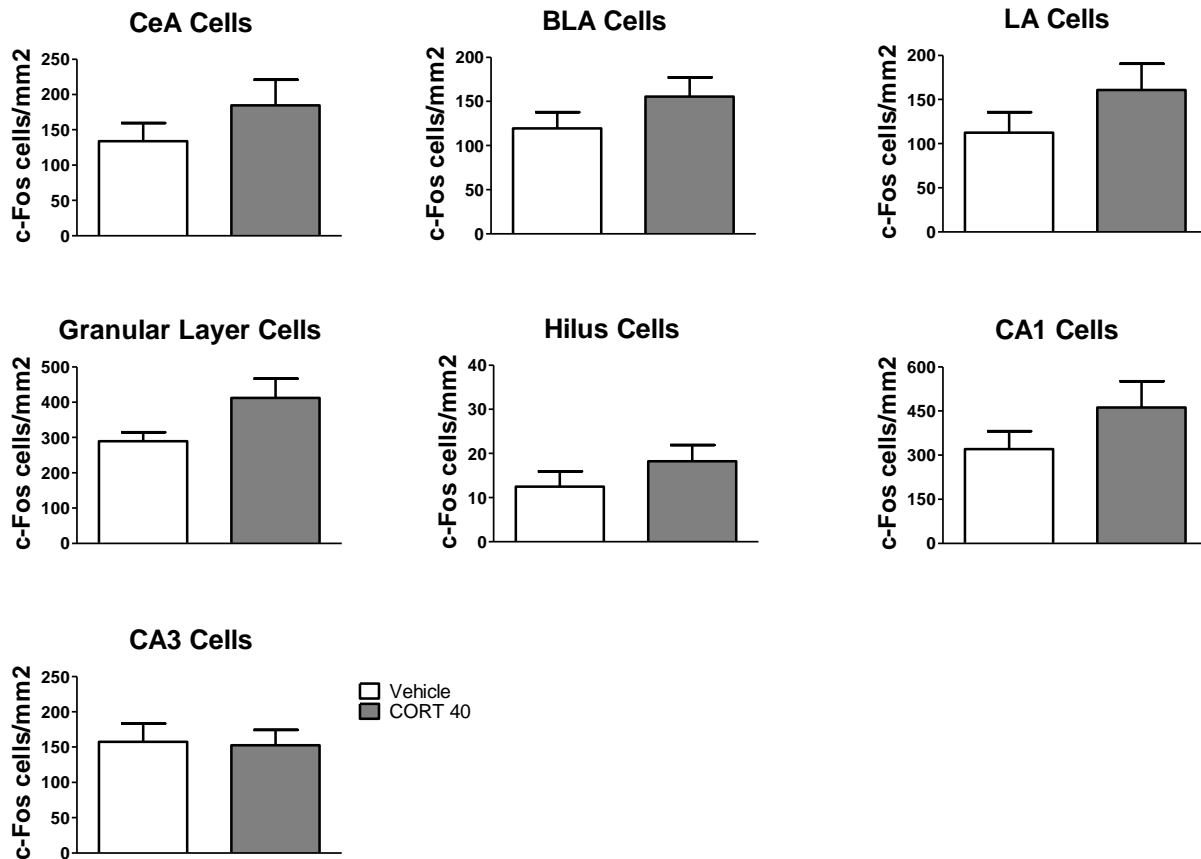 CeA Cells
c-Fos cells/mm2
250
200
150
100
50
0
BLA Cells
c-Fos cells/mm2
200
150
100
50
0
LA Cells
c-Fos cells/mm2
200
150
100
50
0
Granular Layer Cells
c-Fos cells/mm2
500
400
300
200
100
0
Hilus Cells
c-Fos cells/mm2
40
30
20
10
0
CA1 Cells
c-Fos cells/mm2
600
450
300
150
0
CA3 Cells
c-Fos cells/mm2
250
200
150
100
50
0
Vehicle
CORT 40